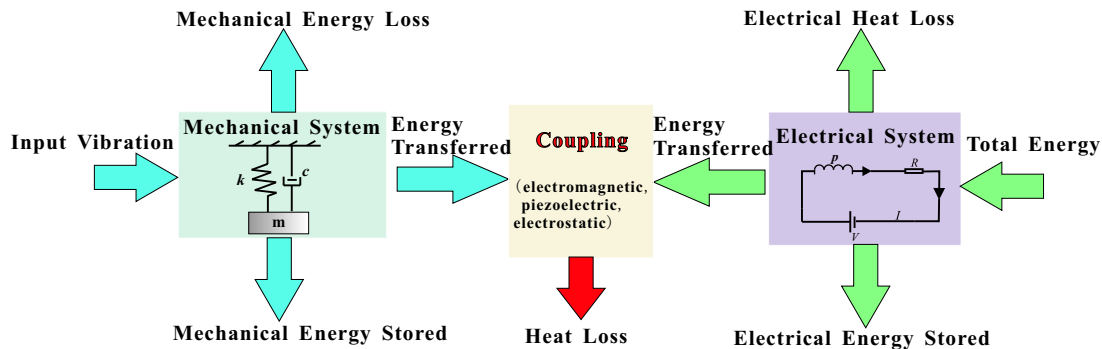 Mechanical Energy Loss
Electrical Heat Loss
Input Vibration
Mechanical System
k
c
m
Energy
Transferred
Coupling
(electromagnetic,
piezoelectric,
electrostatic)
Energy
Transferred
Electrical System
p
R
I
V
Total Energy
Mechanical Energy Stored
Heat Loss
Electrical Energy Stored